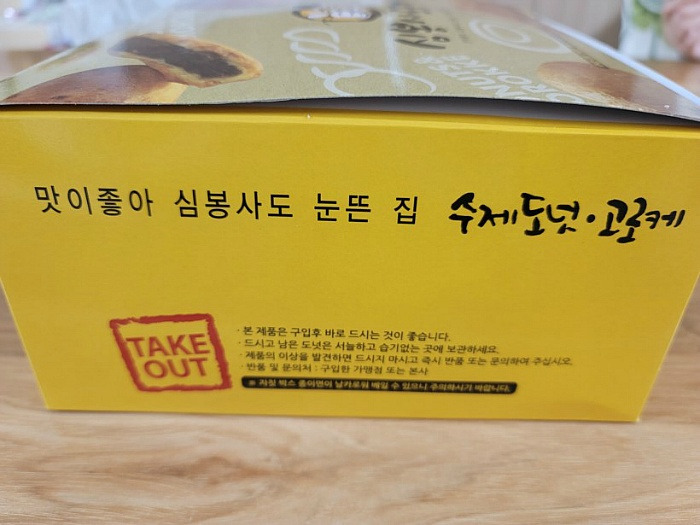 맛이좋아 심봉사도 눈뜬 집 수제도넛·고로케
TAKE
OUT
· 본 제품은 구입후 바로 드시는 것이 좋습니다.
· 드시고 남은 도넛은 서늘하고 습기없는 곳에 보관하세요.
· 제품의 이상을 발견하면 드시지 마시고 즉시 반품 또는 문의하여 주십시오.
· 반품 및 문의처 : 구입한 가맹점 또는 본사
※ 자칫 박스 종이면이 날카로워 베일 수 있으니 주의하시기 바랍니다.